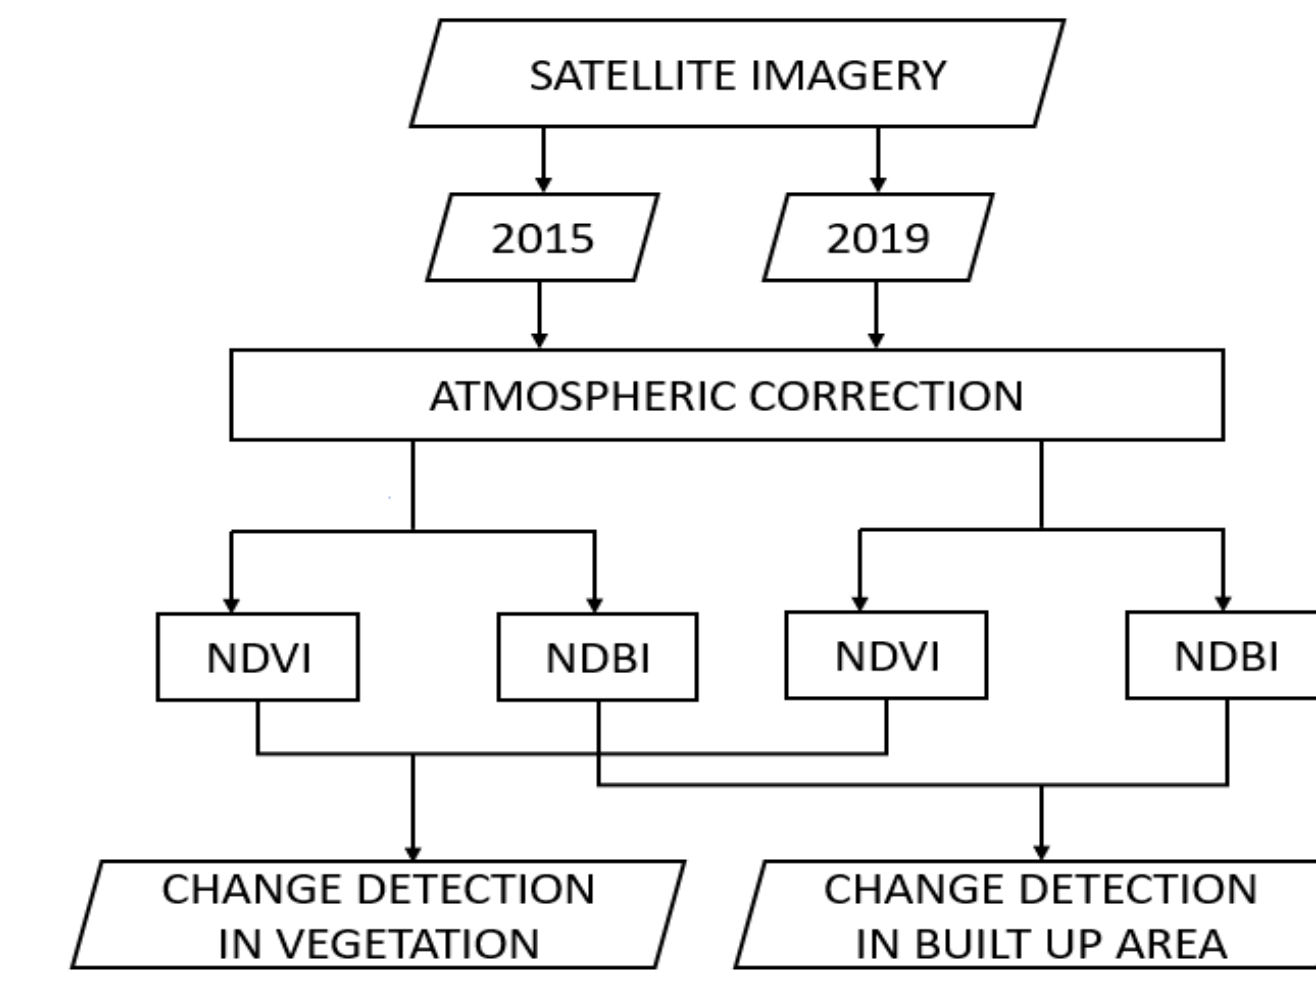 SATELLITE IMAGERY
2015
2019
ATMOSPHERIC CORRECTION
NDVI
NDBI
NDVI
NDBI
CHANGE DETECTION
IN VEGETATION
CHANGE DETECTION
IN BUILT UP AREA